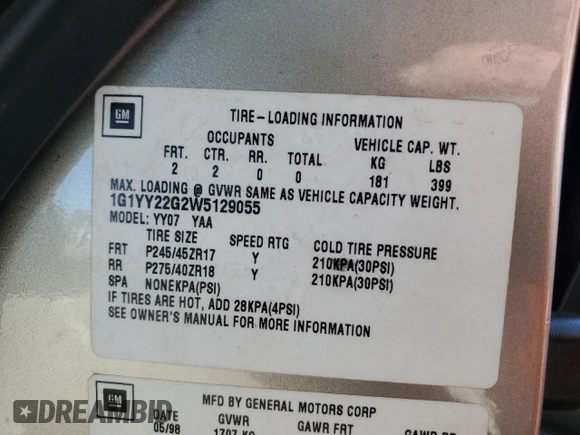 GM
TIRE-LOADING INFORMATION
OCCUPANTS VEHICLE CAP. WT.
FRT. CTR. RR. TOTAL KG LBS
2 2 0 0 181 399
MAX. LOADING @ GVWR SAME AS VEHICLE CAPACITY WEIGHT.
1G1YY22G2W5129055
MODEL: YY07 YAA
TIRE SIZE SPEED RTG COLD TIRE PRESSURE
FRT P245/45ZR17 Y 210KPA(30PSI)
RR P275/40ZR18 Y 210KPA(30PSI)
SPA NONEKPA(PSI)
IF TIRES ARE HOT, ADD 28KPA(4PSI)
SEE OWNER'S MANUAL FOR MORE INFORMATION
GM
MFD BY GENERAL MOTORS CORP
DATE GVWR GAWR FRT GAWR RR
05/98 1707 KG
DREAMBID